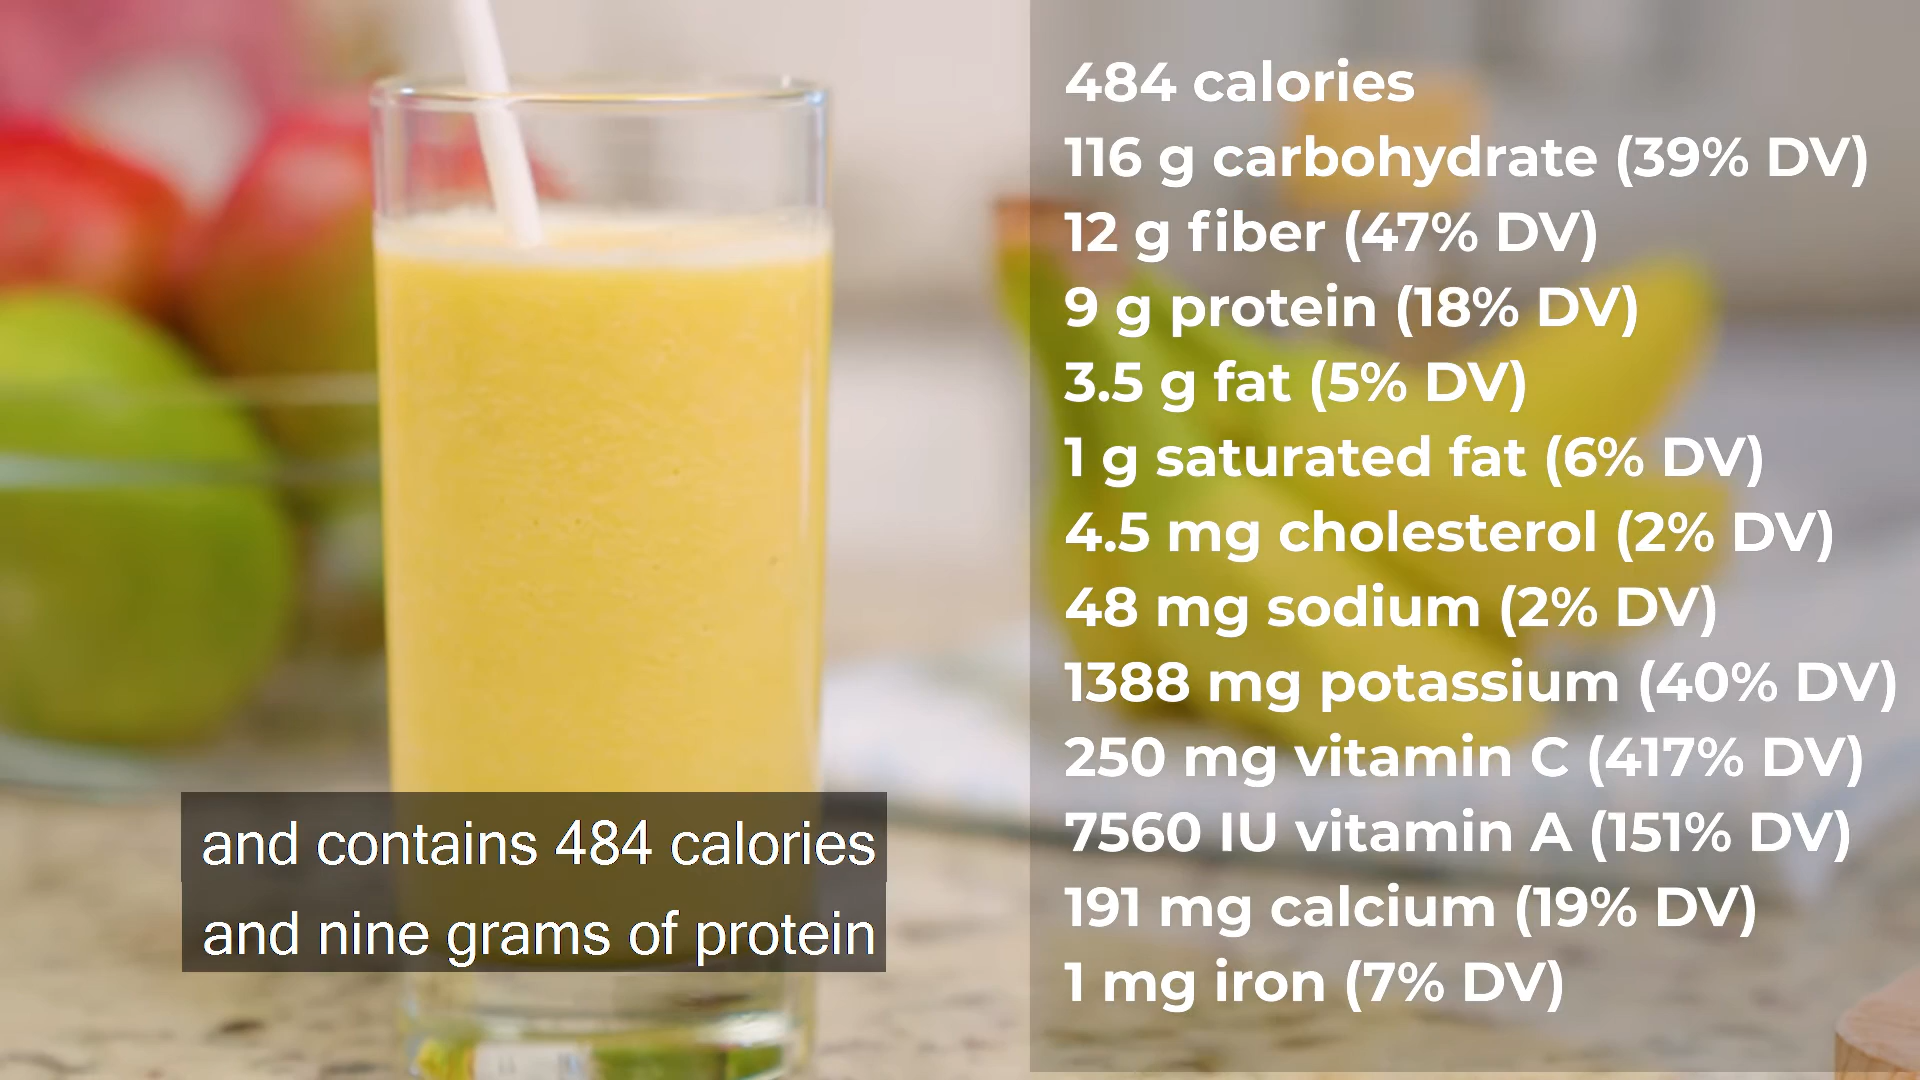 484 calories
116 g carbohydrate (39% DV)
12 g fiber (47% DV)
9 g protein (18% DV)
3.5 g fat (5% DV)
1 g saturated fat (6% DV)
4.5 mg cholesterol (2% DV)
48 mg sodium (2% DV)
1388 mg potassium (40% DV)
250 mg vitamin C (417% DV)
7560 IU vitamin A (151% DV)
191 mg calcium (19% DV)
1 mg iron (7% DV)
and contains 484 calories
and nine grams of protein